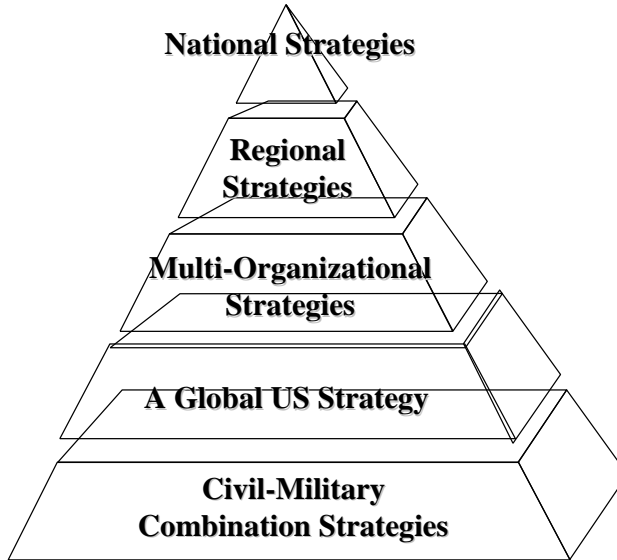 National Strategies
Regional
Strategies
Multi-Organizational
Strategies
A Global US Strategy
Civil-Military
Combination Strategies